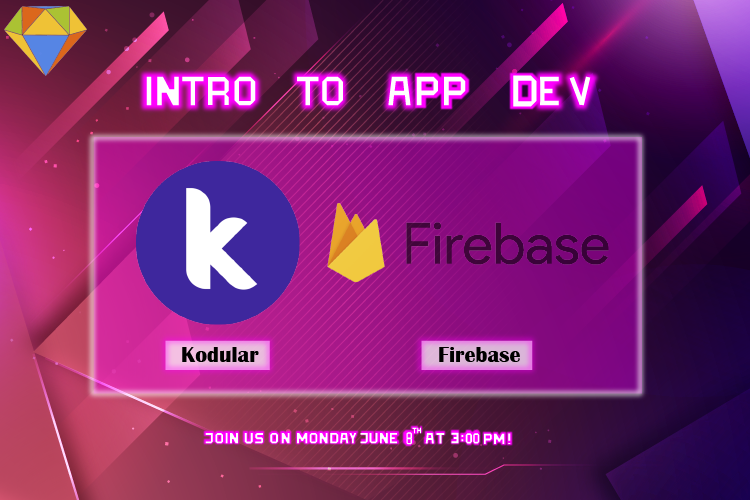 INTRO TO APP DEV
k
Firebase
Kodular
Firebase
JOIN US ON MONDAY JUNE 8TH AT 3:00 PM!